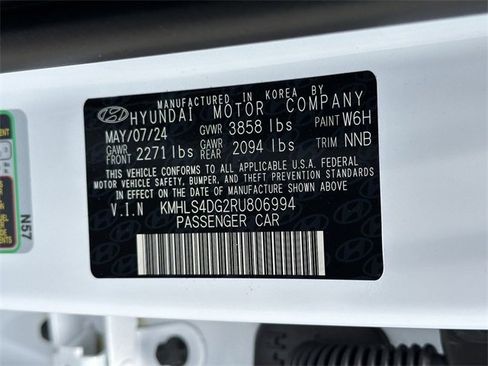 MANUFACTURED IN KOREA BY
HYUNDAI MOTOR COMPANY
MAY/07/24 GVWR 3858 lbs PAINT W6H
GAWR FRONT 2271 lbs GAWR REAR 2094 lbs TRIM NNB
THIS VEHICLE CONFORMS TO ALL APPLICABLE U.S.A. FEDERAL
MOTOR VEHICLE SAFETY, BUMPER, AND THEFT PREVENTION STANDARDS
IN EFFECT ON THE DATE OF MANUFACTURE SHOWN ABOVE.
V.I.N KMHLS4DG2RU806994
PASSENGER CAR
N57